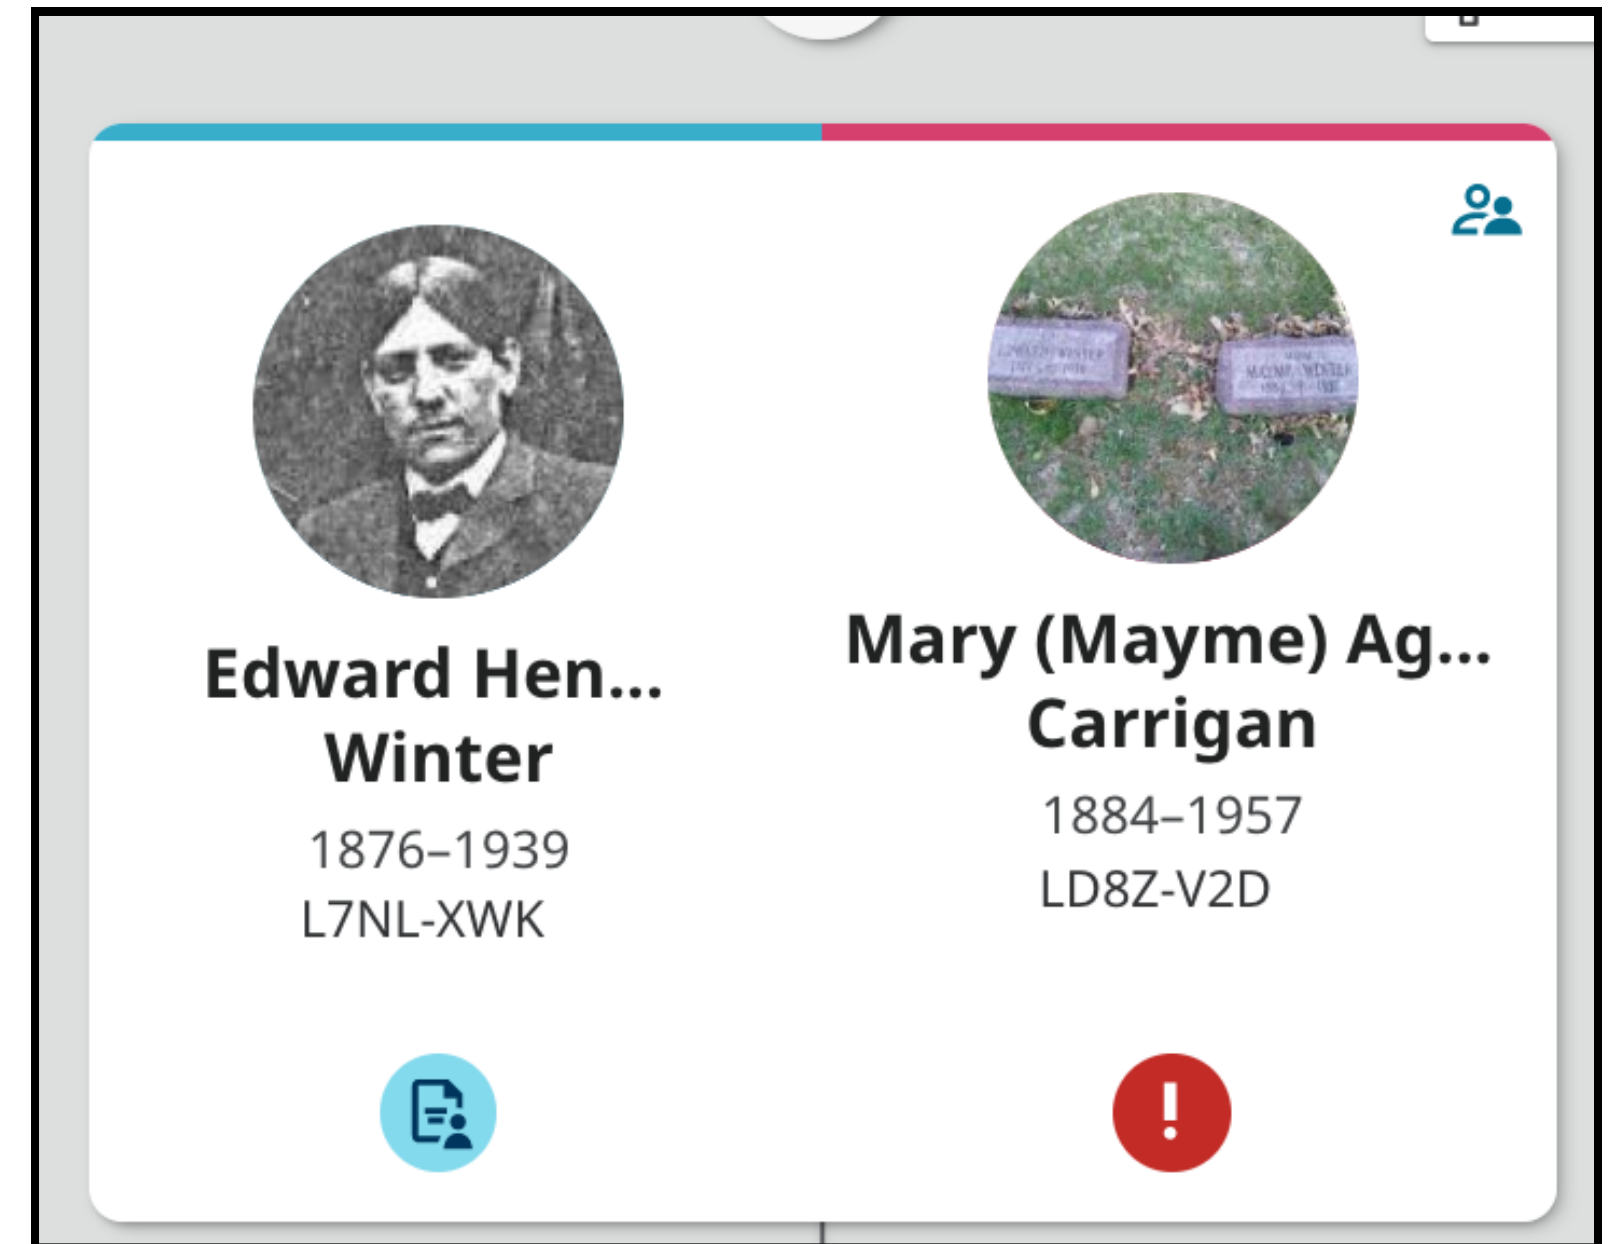 Edward Hen...
Winter
1876–1939
L7NL-XWK
Mary (Mayme) Ag...
Carrigan
1884–1957
LD8Z-V2D